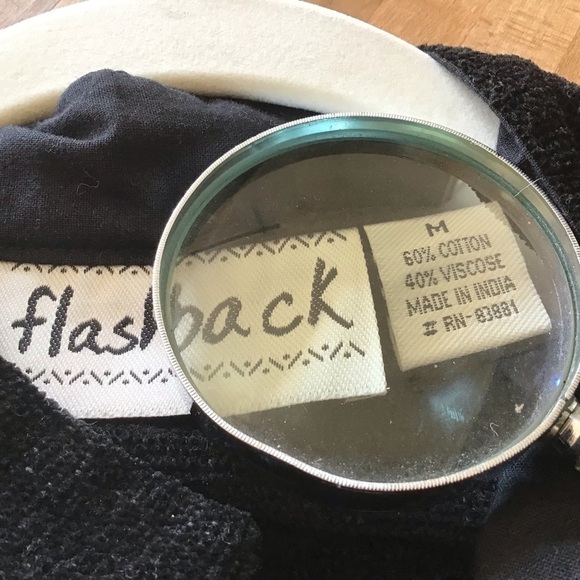 flashback
M
60% COTTON
40% VISCOSE
MADE IN INDIA
# RN-83881